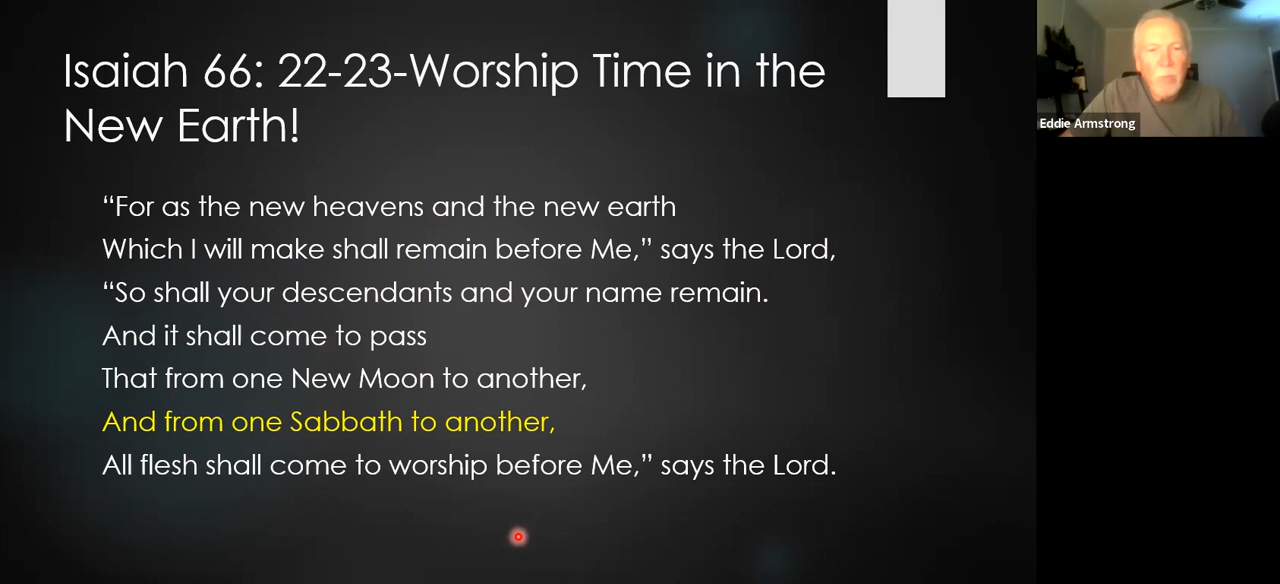 Isaiah 66: 22-23-Worship Time in the
New Earth!
“For as the new heavens and the new earth
Which I will make shall remain before Me,” says the Lord,
“So shall your descendants and your name remain.
And it shall come to pass
That from one New Moon to another,
And from one Sabbath to another,
All flesh shall come to worship before Me,” says the Lord.
Eddie Armstrong